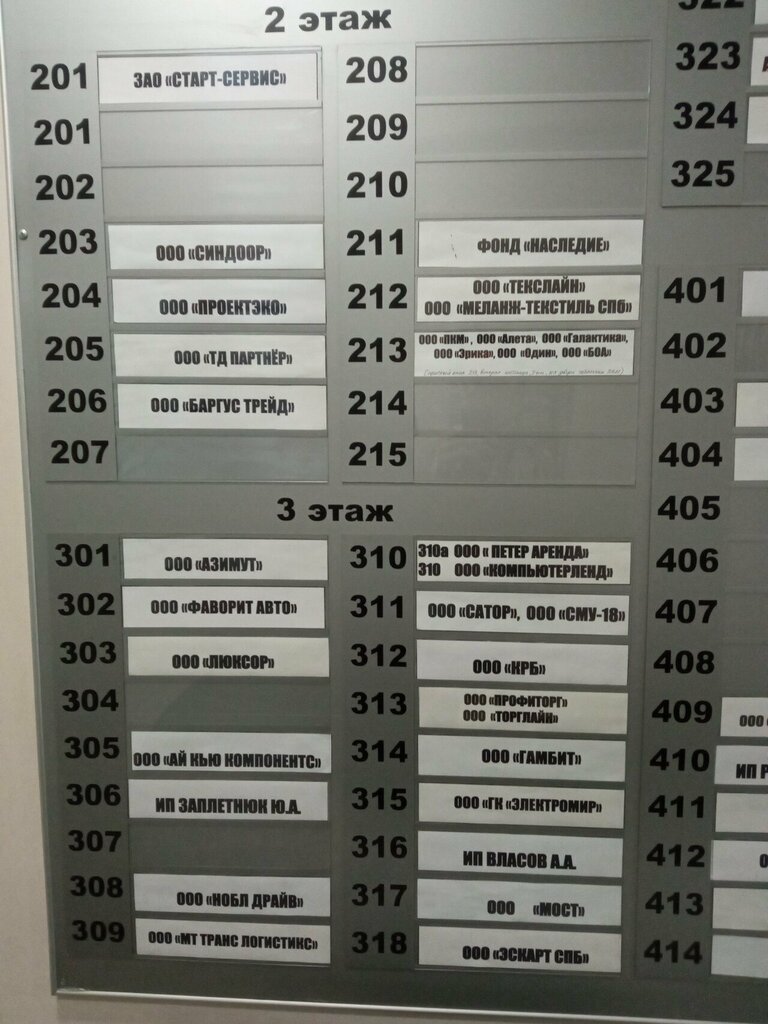 2 этаж
201 ЗАО «СТАРТ-СЕРВИС»
201
202
203 ООО «СИНДООР»
204 ООО «ПРОЕКТЭКО»
205 ООО «ТД ПАРТНЁР»
206 ООО «БАРГУС ТРЕЙД»
207
208
209
210
211 ФОНД «НАСЛЕДИЕ»
212 ООО «ТЕКСЛАЙН»
ООО «МЕЛАНЖ-ТЕКСТИЛЬ СПб»
213 ООО «ПКМ», ООО «Алета», ООО «Галактика»,
ООО «Эрика», ООО «Один», ООО «БОА»
214
215
3 этаж
301 ООО «АЗИМУТ»
302 ООО «ФАВОРИТ АВТО»
303 ООО «ЛЮКСОР»
304
305 ООО «АЙ КЬЮ КОМПОНЕНТС»
306 ИП ЗАПЛЕТНЮК Ю.А.
307
308 ООО «НОБЛ ДРАЙВ»
309 ООО «МТ ТРАНС ЛОГИСТИКС»
310 310а ООО « ПЕТЕР АРЕНДА»
310 ООО «КОМПЬЮТЕРЛЕНД»
311 ООО «САТОР», ООО «СМУ-18»
312 ООО «КРБ»
313 ООО «ПРОФИТОРГ»
ООО «ТОРГЛАЙН»
314 ООО «ГАМБИТ»
315 ООО «ГК «ЭЛЕКТРОМИР»
316 ИП ВЛАСОВ А.А.
317 ООО «МОСТ»
318 ООО «ЭСКАРТ СПБ»
322
323
324
325
401
402
403
404
405
406
407
408
409 ООО
410 ИП
411
412
413
414